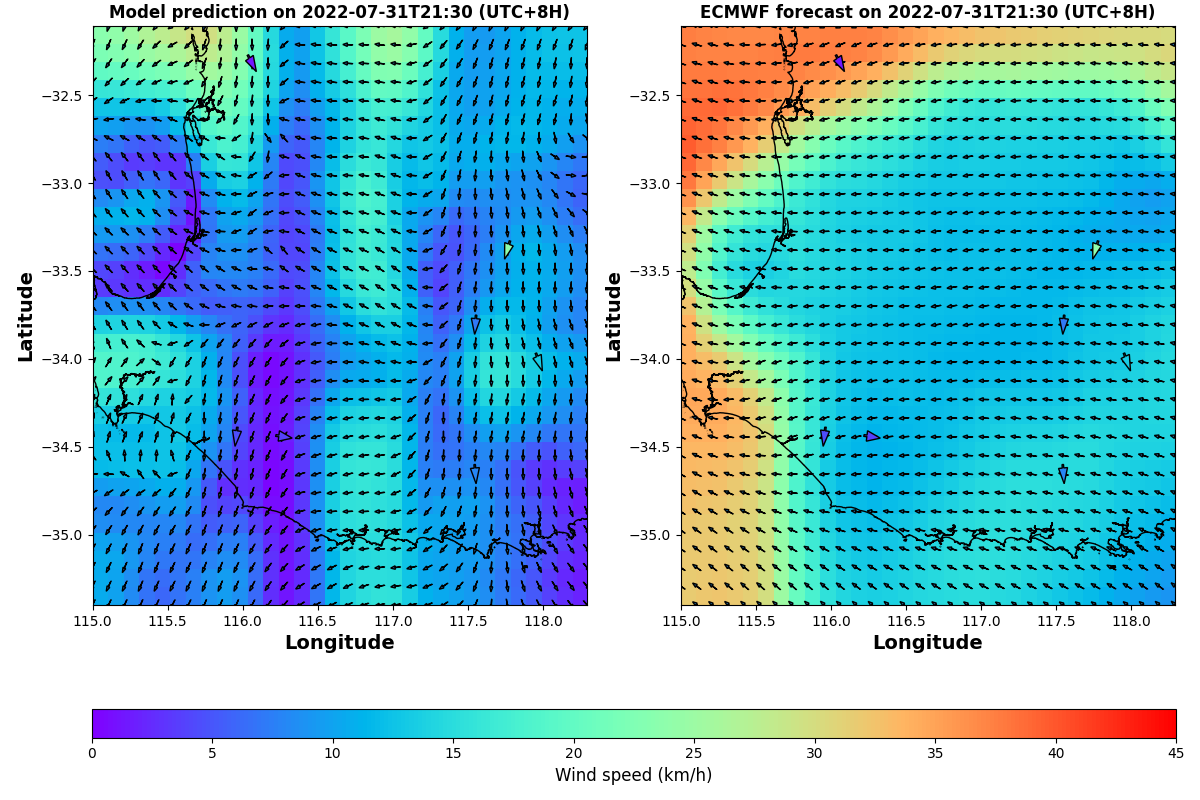 Model prediction on 2022-07-31T21:30 (UTC+8H)
ECMWF forecast on 2022-07-31T21:30 (UTC+8H)
−32.5
−33.0
−33.5
−34.0
−34.5
−35.0
Latitude
115.0 115.5 116.0 116.5 117.0 117.5 118.0
Longitude
−32.5
−33.0
−33.5
−34.0
−34.5
−35.0
Latitude
115.0 115.5 116.0 116.5 117.0 117.5 118.0
Longitude
0 5 10 15 20 25 30 35 40 45
Wind speed (km/h)